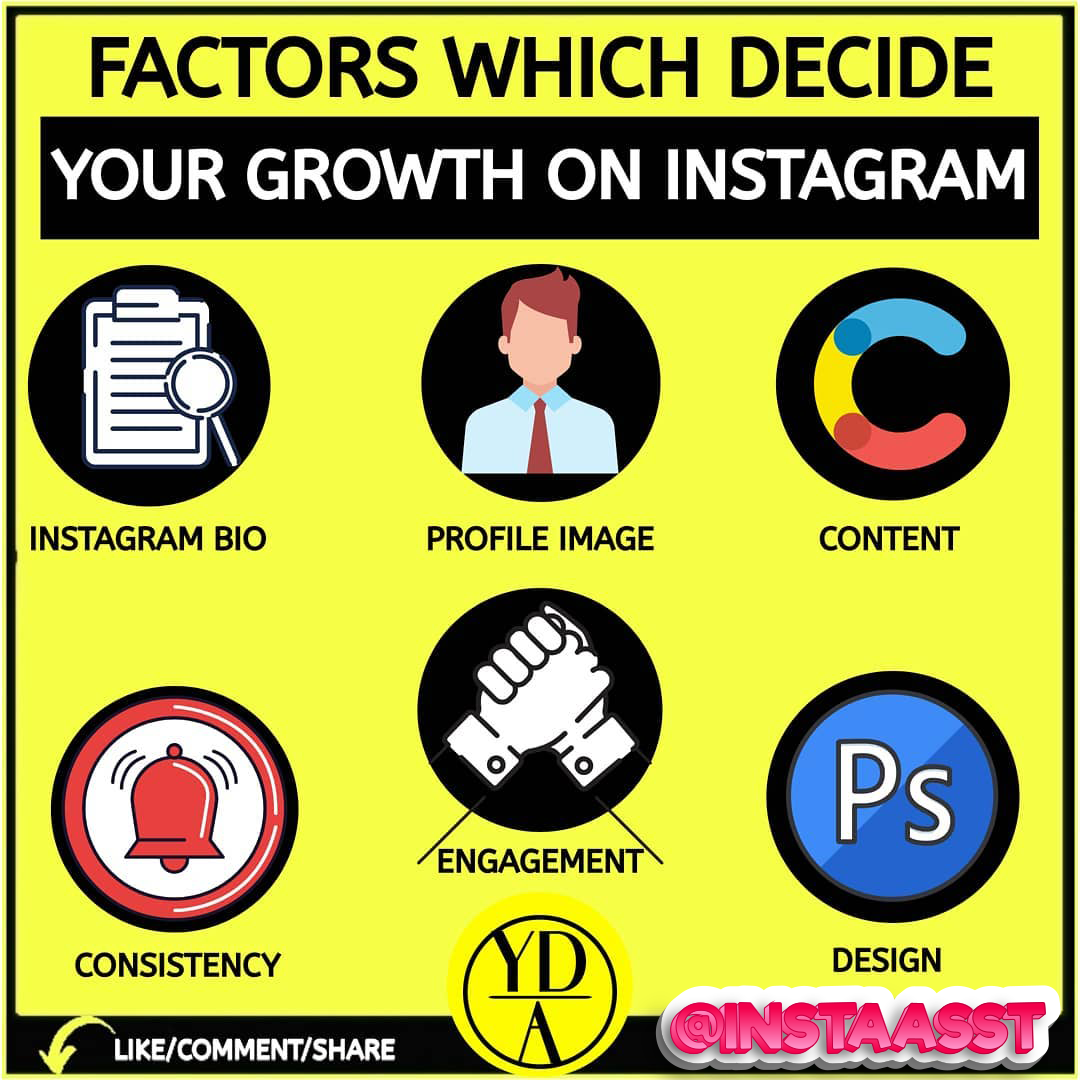 FACTORS WHICH DECIDE
YOUR GROWTH ON INSTAGRAM
INSTAGRAM BIO
PROFILE IMAGE
CONTENT
CONSISTENCY
ENGAGEMENT
Ps
DESIGN
YD
A
LIKE/COMMENT/SHARE
@INSTAASST